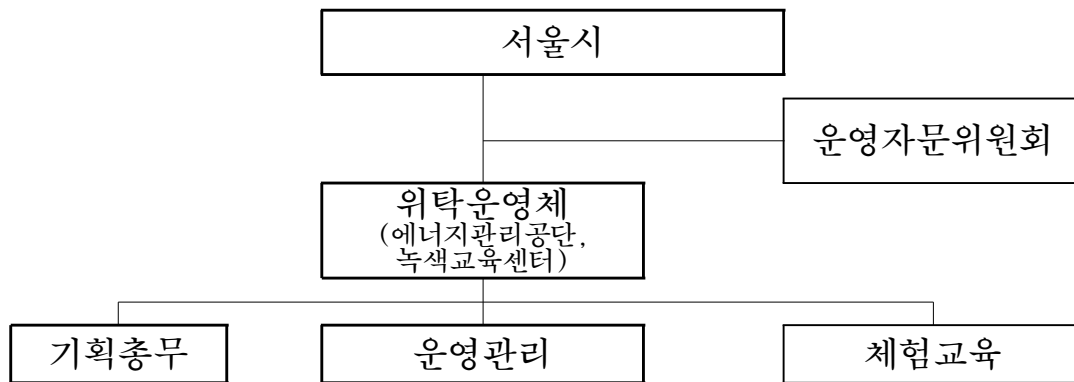 서울시
운영자문위원회
위탁운영체
(에너지관리공단,
녹색교육센터)
기획총무
운영관리
체험교육